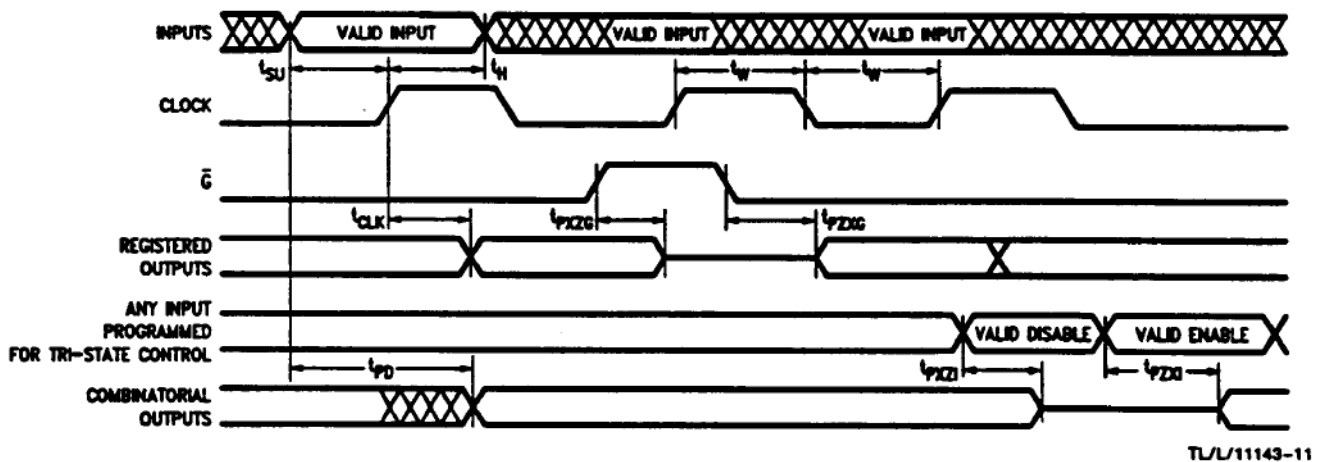 INPUTS VALID INPUT VALID INPUT VALID INPUT
tSU tH tW tW
CLOCK
G̅
tCLK tPXZG tPZXG
REGISTERED
OUTPUTS
ANY INPUT
PROGRAMMED
FOR TRI-STATE CONTROL
VALID DISABLE VALID ENABLE
tPD tPXZI tPZXI
COMBINATORIAL
OUTPUTS
TL/L/11143-11